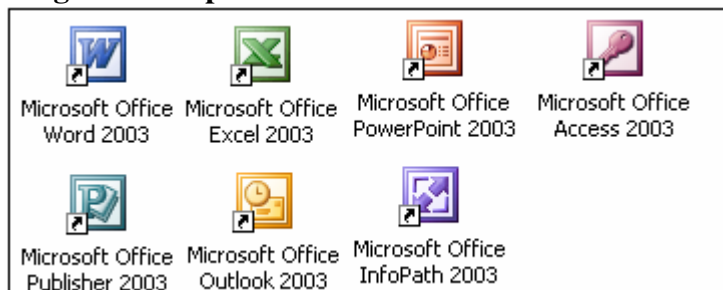 Microsoft Office Microsoft Office Microsoft Office Microsoft Office
Word 2003 Excel 2003 PowerPoint 2003 Access 2003
Microsoft Office Microsoft Office Microsoft Office
Publisher 2003 Outlook 2003 InfoPath 2003